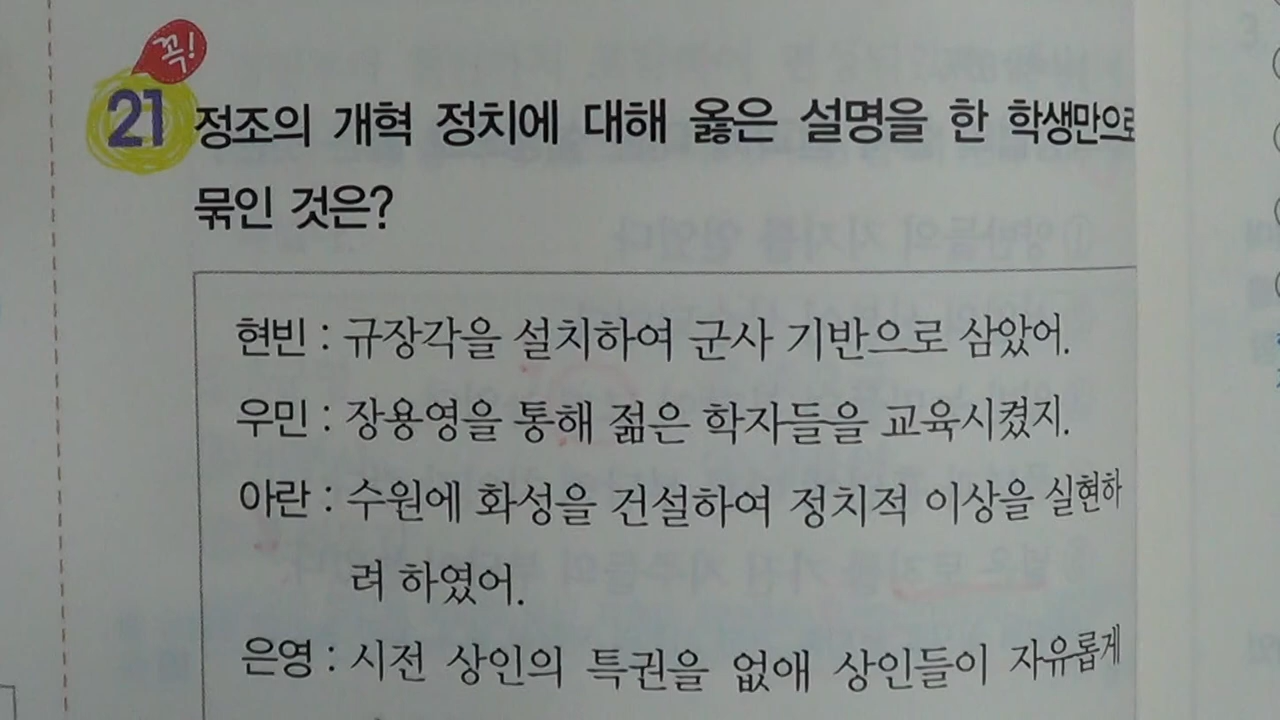 꼭!
21 정조의 개혁 정치에 대해 옳은 설명을 한 학생만으로
묶인 것은?
현빈 : 규장각을 설치하여 군사 기반으로 삼았어.
우민 : 장용영을 통해 젊은 학자들을 교육시켰지.
아란 : 수원에 화성을 건설하여 정치적 이상을 실현하
려 하였어.
은영 : 시전 상인의 특권을 없애 상인들이 자유롭게